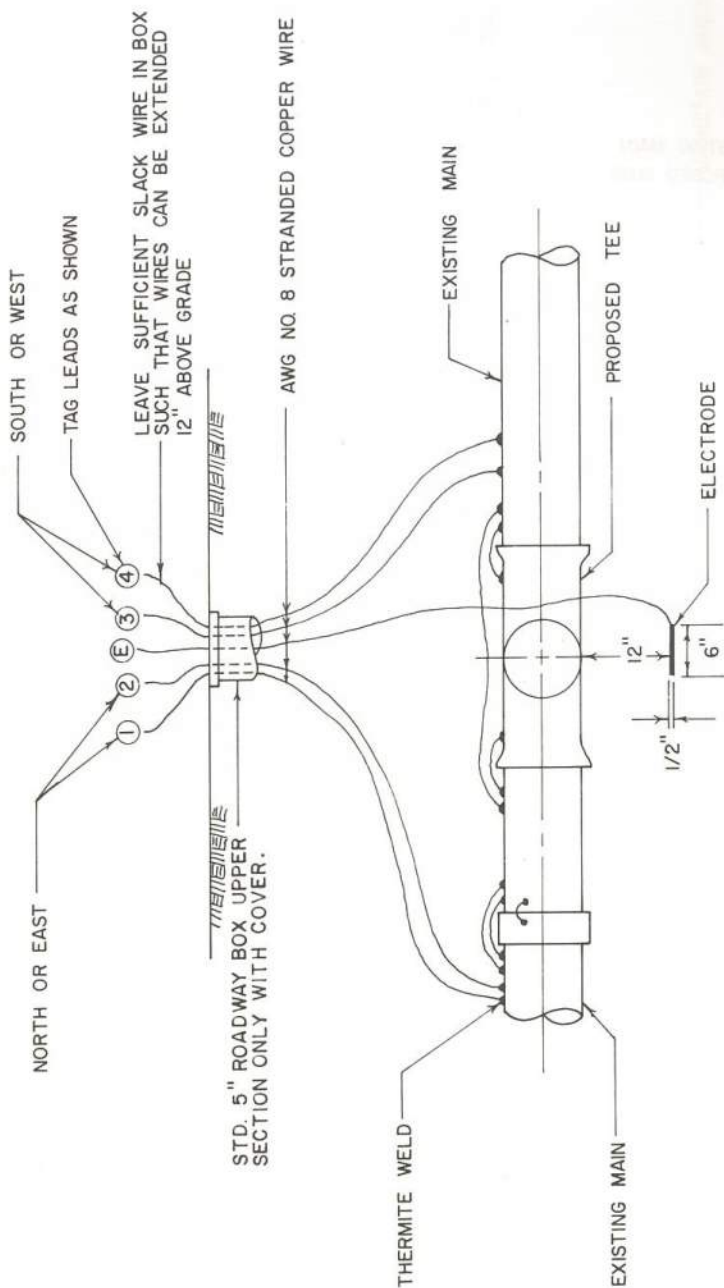 NORTH OR EAST
SOUTH OR WEST
TAG LEADS AS SHOWN
LEAVE SUFFICIENT SLACK WIRE IN BOX
SUCH THAT WIRES CAN BE EXTENDED
12" ABOVE GRADE
1
2
E
3
4
STD. 5" ROADWAY BOX UPPER
SECTION ONLY WITH COVER.
AWG NO. 8 STRANDED COPPER WIRE
THERMITE WELD
EXISTING MAIN
EXISTING MAIN
PROPOSED TEE
12"
1/2"
6"
ELECTRODE